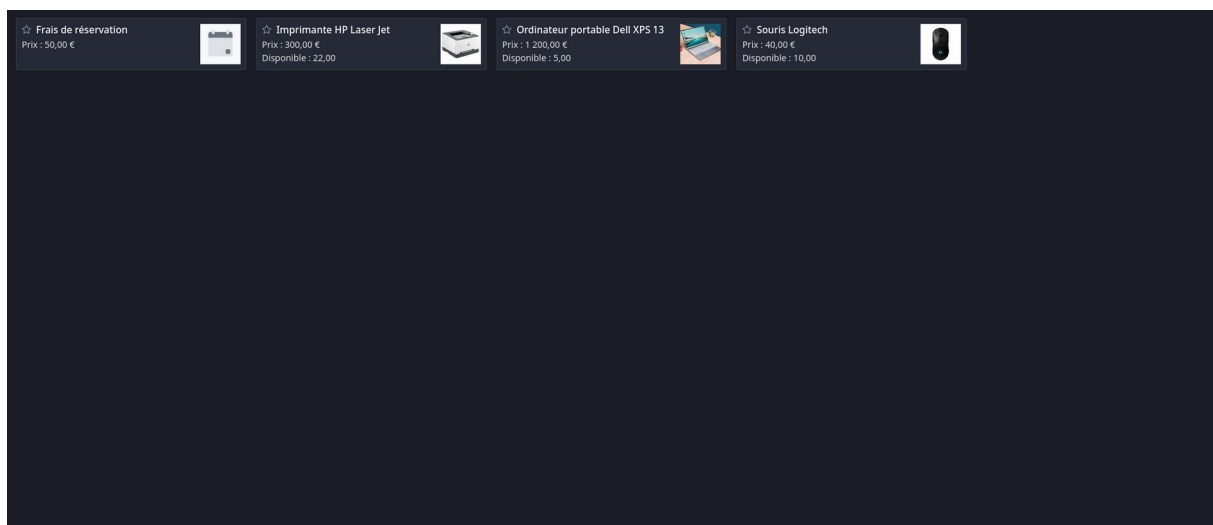 Frais de réservation
Prix : 50,00 €
Imprimante HP Laser Jet
Prix : 300,00 €
Disponible : 22,00
Ordinateur portable Dell XPS 13
Prix : 1 200,00 €
Disponible : 5,00
Souris Logitech
Prix : 40,00 €
Disponible : 10,00